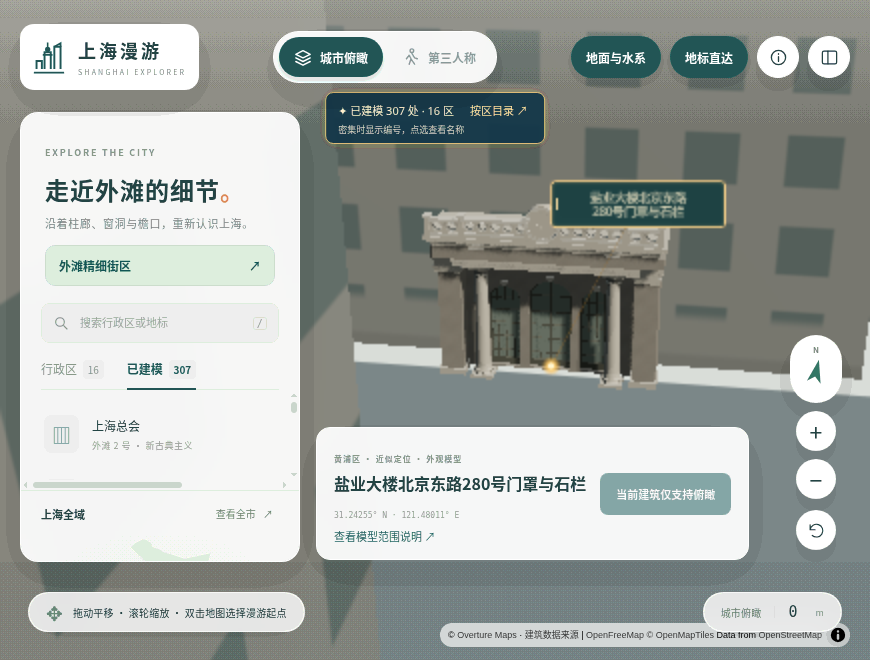 上海漫游
SHANGHAI EXPLORER
城市俯瞰
第三人称
地面与水系
地标直达
✦ 已建模 307 处 · 16 区 按区目录 ↗
密集时显示编号，点选查看名称
EXPLORE THE CITY
走近外滩的细节。
沿着柱廊、窗洞与檐口，重新认识上海。
外滩精细街区 ↗
搜索行政区或地标 /
行政区 16 已建模 307
上海总会
外滩 2 号 · 新古典主义
上海全域 查看全市 ↗
盐业大楼北京东路
280号门罩与石栏
N
黄浦区 · 近似定位 · 外观模型
盐业大楼北京东路280号门罩与石栏
当前建筑仅支持俯瞰
31.24255° N · 121.48011° E
查看模型范围说明 ↗
拖动平移 · 滚轮缩放 · 双击地图选择漫游起点
城市俯瞰 0 m
© Overture Maps · 建筑数据来源 | OpenFreeMap © OpenMapTiles Data from OpenStreetMap